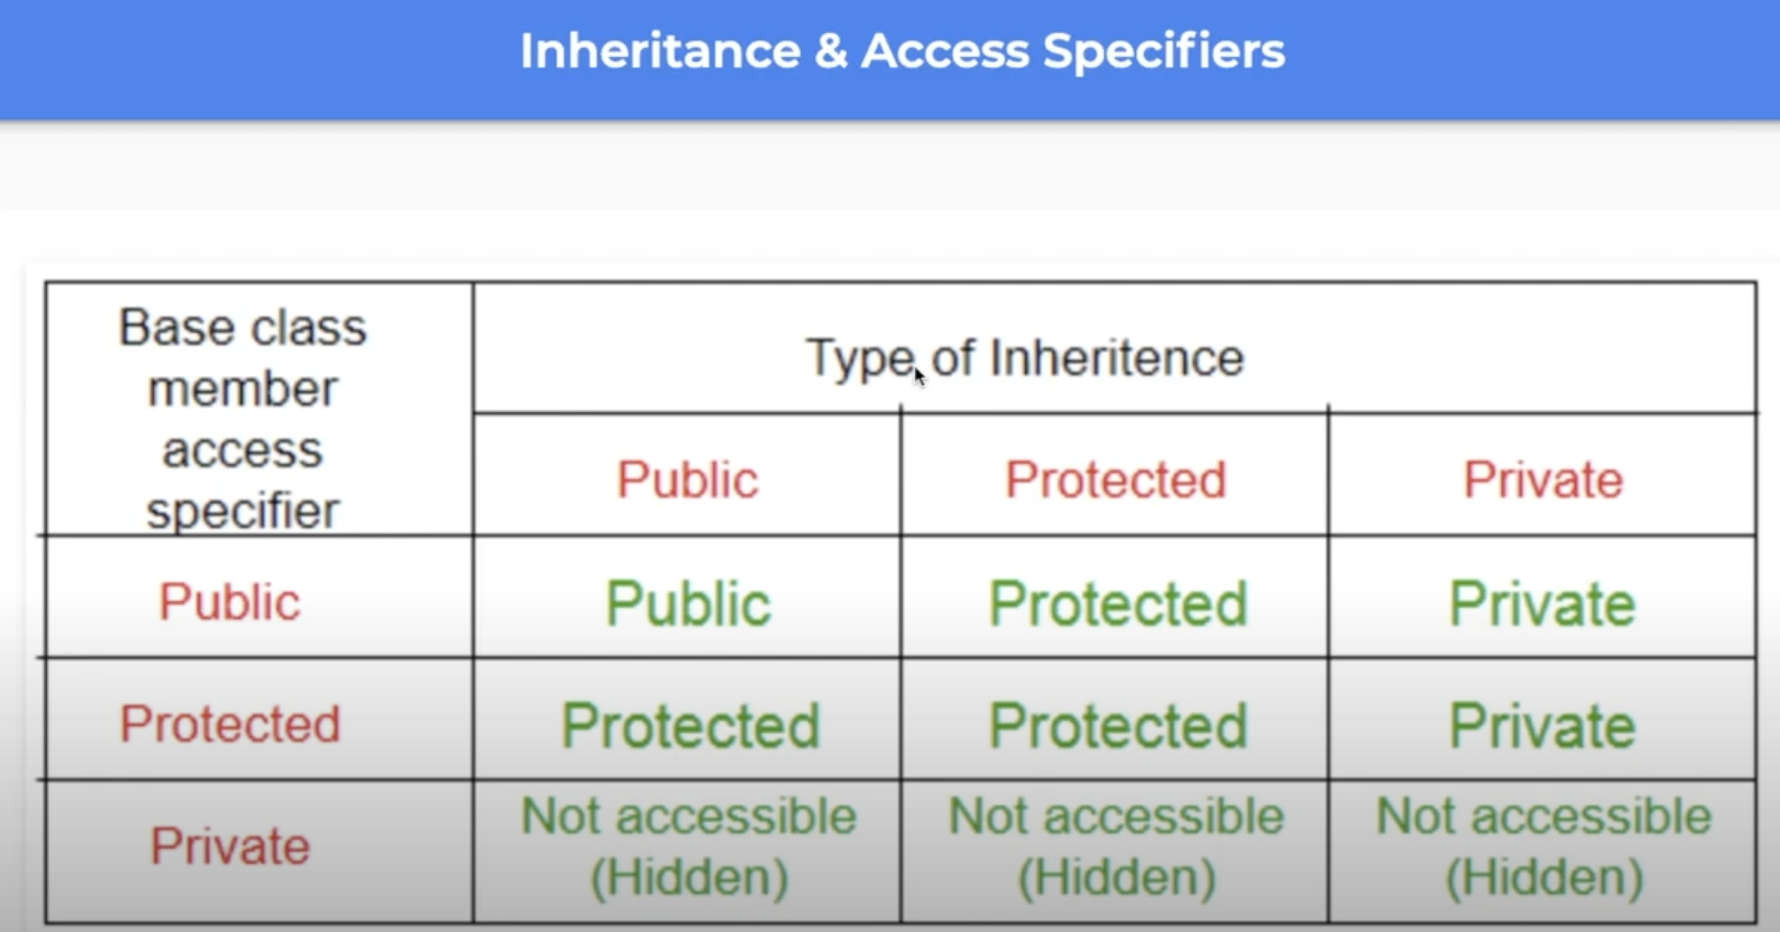 Inheritance & Access Specifiers
Base class
member
access
specifier
Type of Inheritence
Public Protected Private
Public Public Protected Private
Protected Protected Protected Private
Private Not accessible (Hidden) Not accessible (Hidden) Not accessible (Hidden)